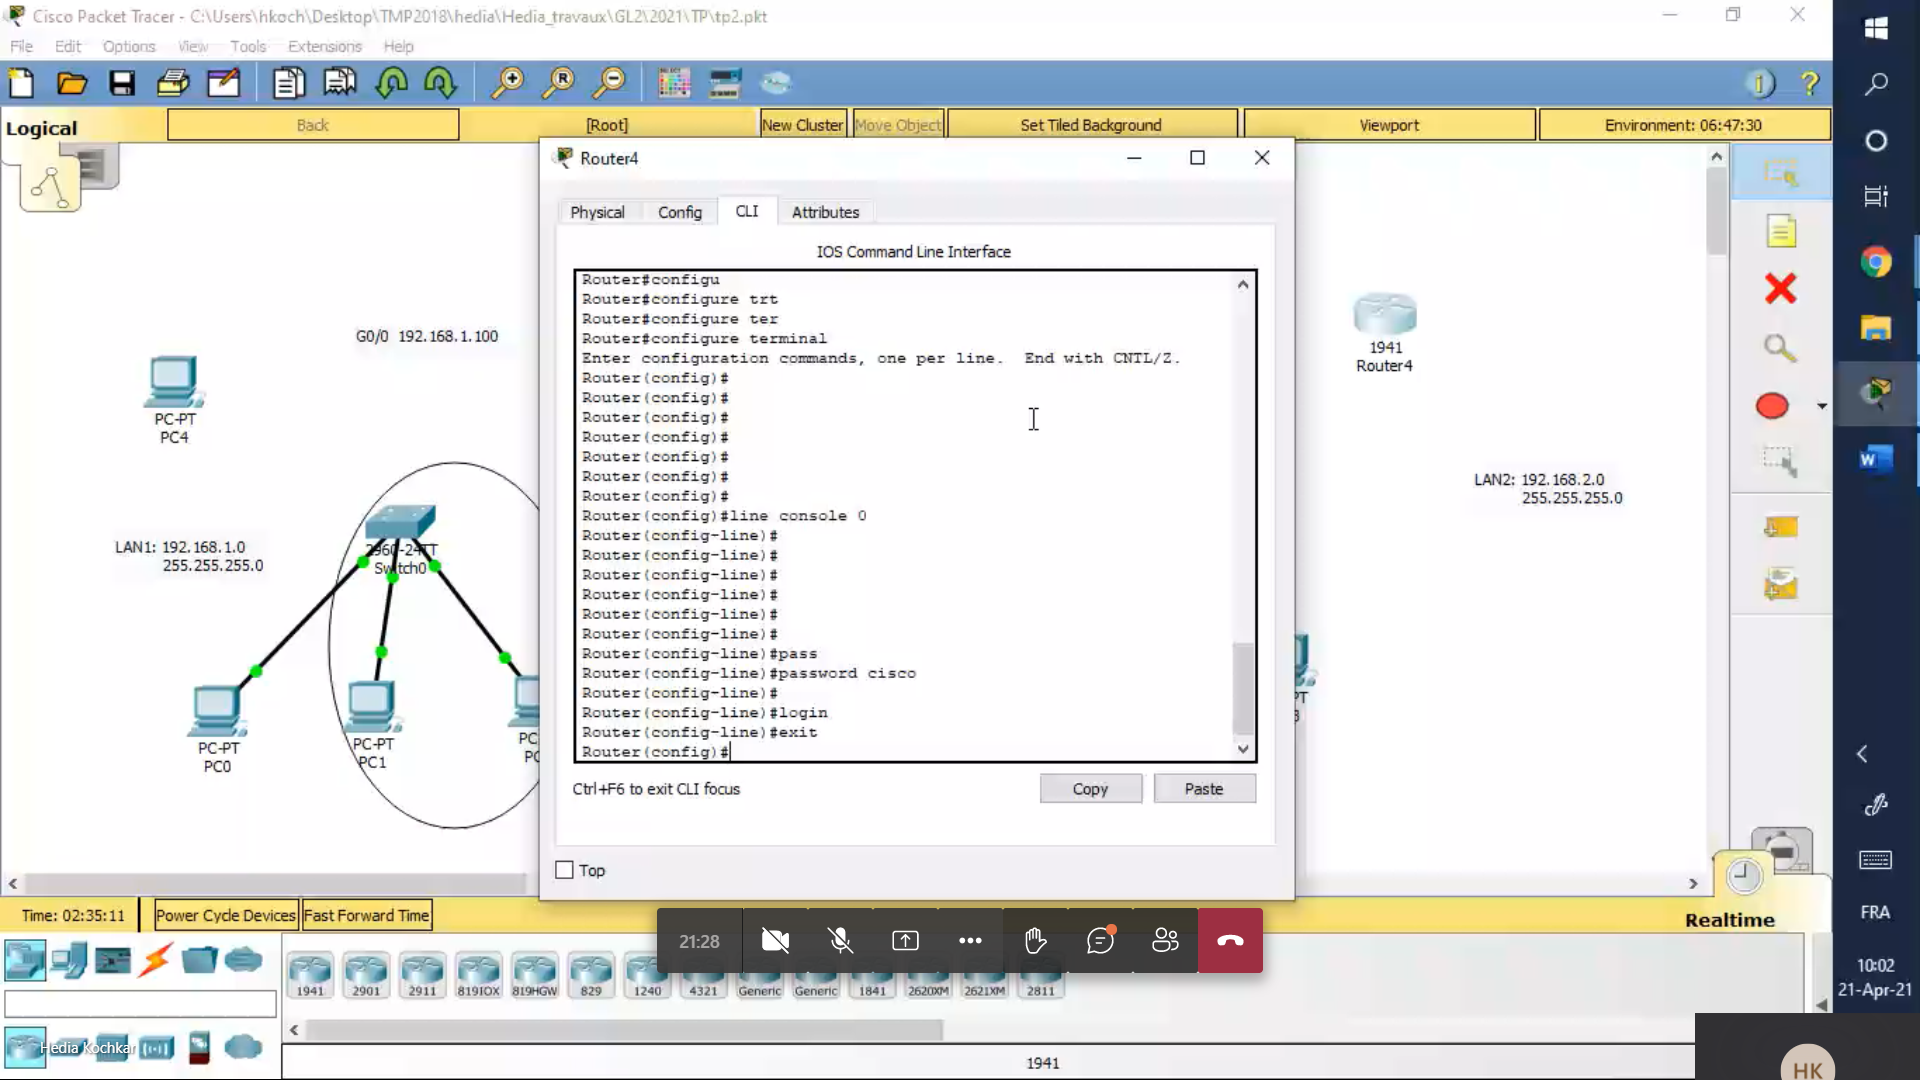 Cisco Packet Tracer - C:\Users\hkoch\Desktop\TMP2018\hedia\Hedia_travaux\GL2\2021\TP\tp2.pkt
File Edit Options View Tools Extensions Help
Logical
Back
[Root]
New Cluster
Move Object
Set Tiled Background
Viewport
Environment: 06:47:30
Router4
Physical
Config
CLI
Attributes
IOS Command Line Interface
Router#configu
Router#configure trt
Router#configure ter
Router#configure terminal
Enter configuration commands, one per line. End with CNTL/Z.
Router(config)#
Router(config)#
Router(config)#
Router(config)#
Router(config)#
Router(config)#
Router(config)#
Router(config)#line console 0
Router(config-line)#
Router(config-line)#
Router(config-line)#
Router(config-line)#
Router(config-line)#
Router(config-line)#
Router(config-line)#pass
Router(config-line)#password cisco
Router(config-line)#
Router(config-line)#login
Router(config-line)#exit
Router(config)#
Ctrl+F6 to exit CLI focus
Copy
Paste
Top
G0/0 192.168.1.100
PC-PT
PC4
LAN1: 192.168.1.0
255.255.255.0
2960-24TT
Switch0
PC-PT
PC0
PC-PT
PC1
1941
Router4
LAN2: 192.168.2.0
255.255.255.0
Time: 02:35:11
Power Cycle Devices
Fast Forward Time
Realtime
21:28
1941
2901
2911
819IOX
819HGW
829
1240
4321
Generic
Generic
1841
2620XM
2621XM
2811
Hedia Kochkar
1941
FRA
10:02
21-Apr-21
HK